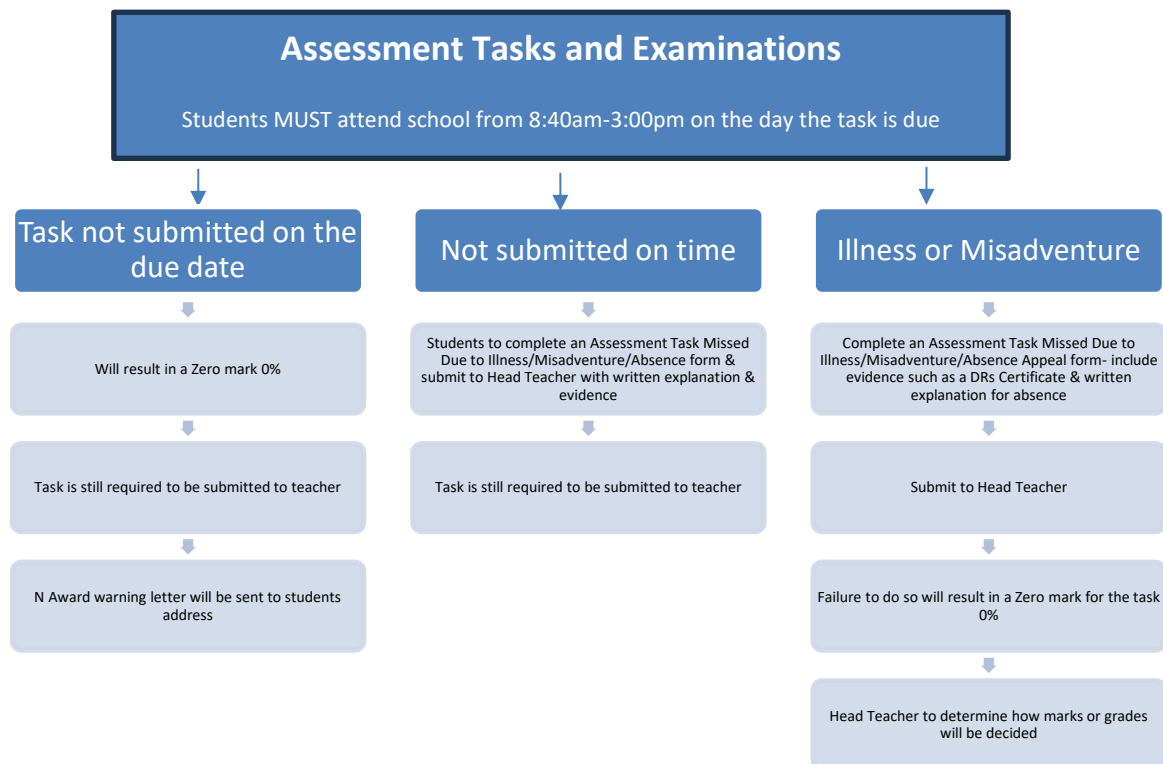 Assessment Tasks and Examinations
Students MUST attend school from 8:40am-3:00pm on the day the task is due
Task not submitted on the
due date
Will result in a Zero mark 0%
Task is still required to be submitted to teacher
N Award warning letter will be sent to students
address
Not submitted on time
Students to complete an Assessment Task Missed
Due to Illness/Misadventure/Absence form &
submit to Head Teacher with written explanation &
evidence
Task is still required to be submitted to teacher
Illness or Misadventure
Complete an Assessment Task Missed Due to
Illness/Misadventure/Absence Appeal form- include
evidence such as a DRs Certificate & written
explanation for absence
Submit to Head Teacher
Failure to do so will result in a Zero mark for the task
0%
Head Teacher to determine how marks or grades
will be decided